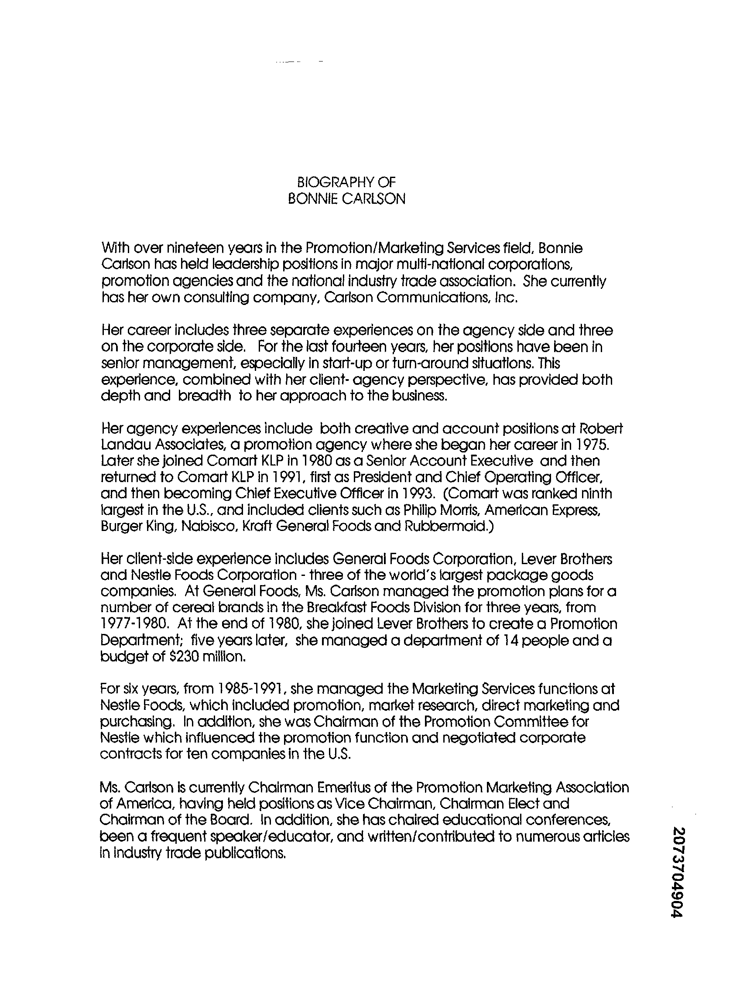 BIOGRAPHY OF
BONNIE CARLSON
With over nineteen years in the Promotion/Marketing Services field, Bonnie
Carlson has held leadership positions in major multi-national corporations,
promotion agencies and the national industry trade association. She currently
has her own consulting company, Carlson Communications, Inc.
Her career includes three separate experiences on the agency side and three
on the corporate side. For the last fourteen years, her positions have been in
senior management, especially in start-up or turn-around situations. This
experience, combined with her client- agency perspective, has provided both
depth and breadth to her approach to the business.
Her agency experiences include both creative and account positions at Robert
Landau Associates, a promotion agency where she began her career in 1975.
Later she joined Comart KLP in 1980 as a Senior Account Executive and then
returned to Comart KLP in 1991, first as President and Chief Operating Officer,
and then becoming Chief Executive Officer in 1993. (Comart was ranked ninth
largest in the U.S., and included clients such as Philip Morris, American Express,
Burger King, Nabisco, Kraft General Foods and Rubbermaid.)
Her client-side experience includes General Foods Corporation, Lever Brothers
and Nestle Foods Corporation - three of the world's largest package goods
companies. At General Foods, Ms. Carlson managed the promotion plans for a
number of cereal brands in the Breakfast Foods Division for three years, from
1977-1980. At the end of 1980, she joined Lever Brothers to create a Promotion
Department; five years later, she managed a department of 14 people and a
budget of $230 million.
For six years, from 1985-1991, she managed the Marketing Services functions at
Nestle Foods, which included promotion, market research, direct marketing and
purchasing. In addition, she was Chairman of the Promotion Committee for
Nestle which influenced the promotion function and negotiated corporate
contracts for ten companies in the U.S.
Ms. Carlson is currently Chairman Emeritus of the Promotion Marketing Association
of America, having held positions as Vice Chairman, Chairman Elect and
Chairman of the Board. In addition, she has chaired educational conferences,
been a frequent speaker/educator, and written/contributed to numerous articles
in industry trade publications.
2073704904